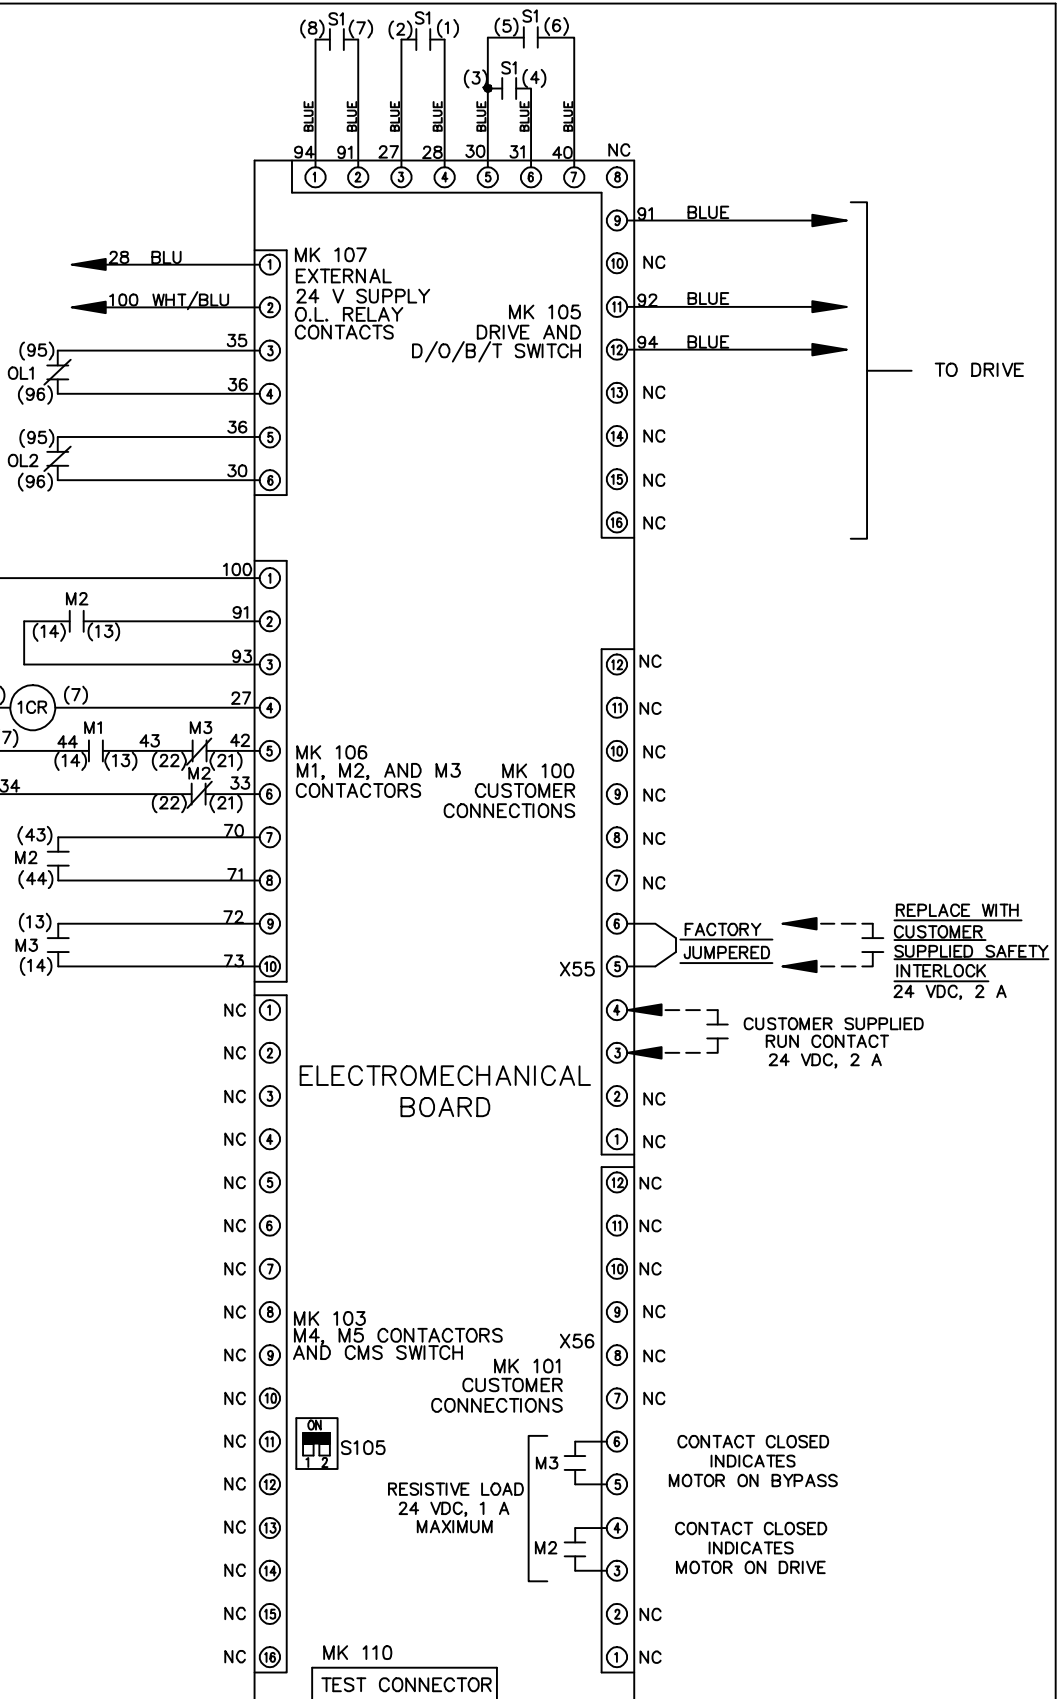 (8) S1 (7) (2) S1 (1) (5) S1 (6)
(3) S1 (4)
BLUE BLUE BLUE BLUE BLUE BLUE BLUE
94 91 27 28 30 31 40 NC
1 2 3 4 5 6 7 8
9 91 BLUE
10 NC
11 92 BLUE
12 94 BLUE
13 NC
14 NC
15 NC
16 NC
TO DRIVE
MK 105
DRIVE AND
D/O/B/T SWITCH
28 BLU 1
100 WHT/BLU 2
(95) 35 3
OL1
(96) 36 4
(95) 36 5
OL2
(96) 30 6
MK 107
EXTERNAL
24 V SUPPLY
O.L. RELAY
CONTACTS
100 1
M2
(14) (13) 91 2
93 3
) 1CR (7) 27 4
7) 44 M1 43 M3 42 5
(14) (13) (22) (21)
34 M2 33 6
(22) (21)
(43) 70 7
M2
(44) 71 8
(13) 72 9
M3
(14) 73 10
MK 106
M1, M2, AND M3
CONTACTORS
MK 100
CUSTOMER
CONNECTIONS
12 NC
11 NC
10 NC
9 NC
8 NC
7 NC
6
X55 5
FACTORY
JUMPERED
REPLACE WITH
CUSTOMER
SUPPLIED SAFETY
INTERLOCK
24 VDC, 2 A
4
3
CUSTOMER SUPPLIED
RUN CONTACT
24 VDC, 2 A
2 NC
1 NC
ELECTROMECHANICAL
BOARD
NC 1
NC 2
NC 3
NC 4
NC 5
NC 6
NC 7
NC 8
NC 9
NC 10
NC 11
NC 12
NC 13
NC 14
NC 15
NC 16
MK 103
M4, M5 CONTACTORS
AND CMS SWITCH
ON
1 2
S105
12 NC
11 NC
10 NC
9 NC
X56
8 NC
7 NC
MK 101
CUSTOMER
CONNECTIONS
6
M3
5
CONTACT CLOSED
INDICATES
MOTOR ON BYPASS
RESISTIVE LOAD
24 VDC, 1 A
MAXIMUM
4
M2
3
CONTACT CLOSED
INDICATES
MOTOR ON DRIVE
2 NC
1 NC
MK 110
TEST CONNECTOR